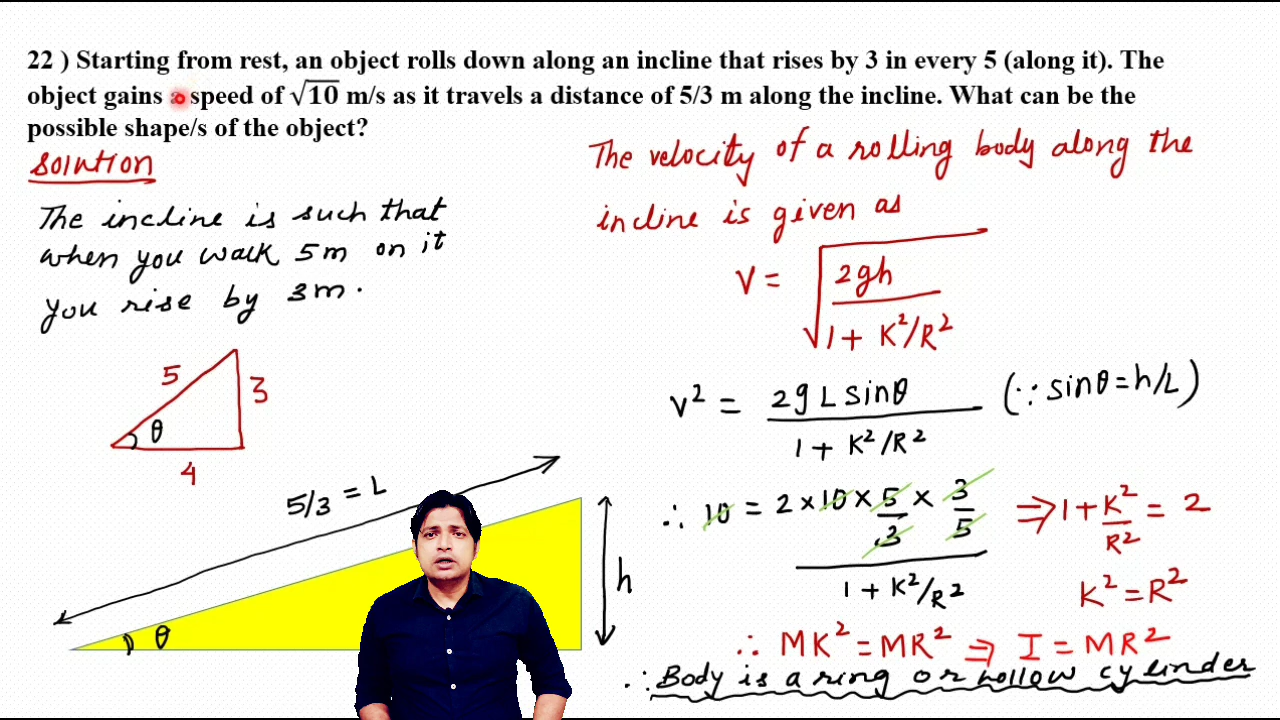 22 ) Starting from rest, an object rolls down along an incline that rises by 3 in every 5 (along it). The
object gains a speed of √10 m/s as it travels a distance of 5/3 m along the incline. What can be the
possible shape/s of the object?
Solution
The incline is such that
when you walk 5m on it
you rise by 3m.
5
3
θ
4
5/3 = L
h
θ
The velocity of a rolling body along the
incline is given as
V = √(2gh / (1 + K²/R²))
V² = 2g L sinθ / (1 + K²/R²) (∵ sinθ = h/L)
∴ 10 = 2 × 10 × 5/3 × 3/5 / (1 + K²/R²) ⇒ 1 + K²/R² = 2
K² = R²
∴ MK² = MR² ⇒ I = MR²
∴ Body is a ring or hollow cylinder